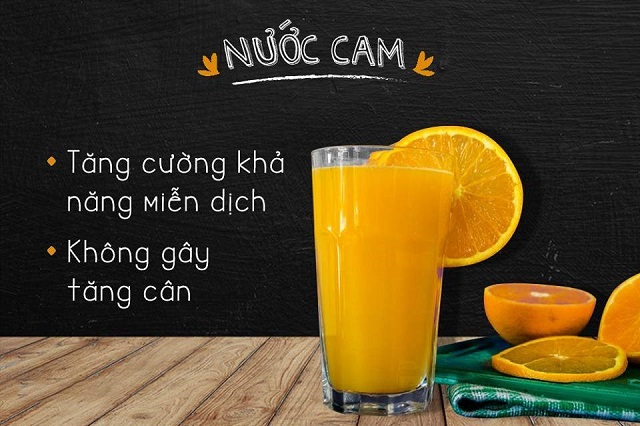 NƯỚC CAM
• Tăng cường khả
năng miễn dịch
• Không gây
tăng cân